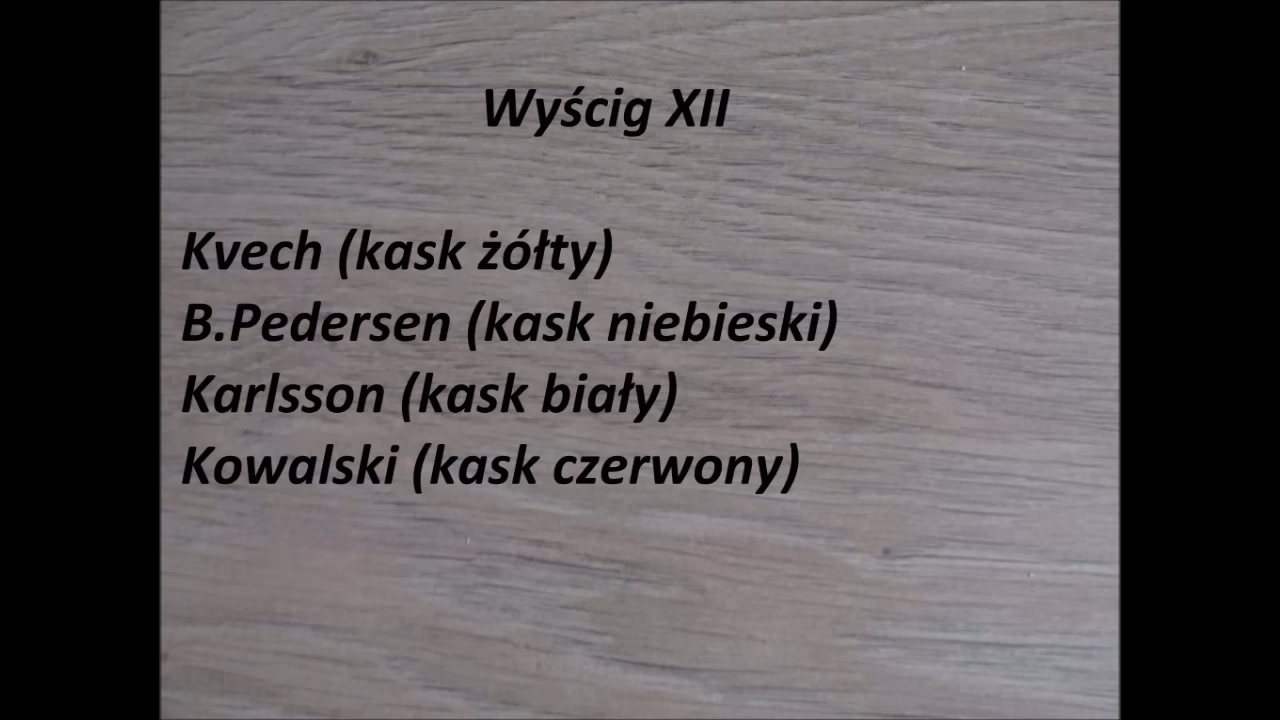 Wyścig XII
Kvech (kask żółty)
B.Pedersen (kask niebieski)
Karlsson (kask biały)
Kowalski (kask czerwony)